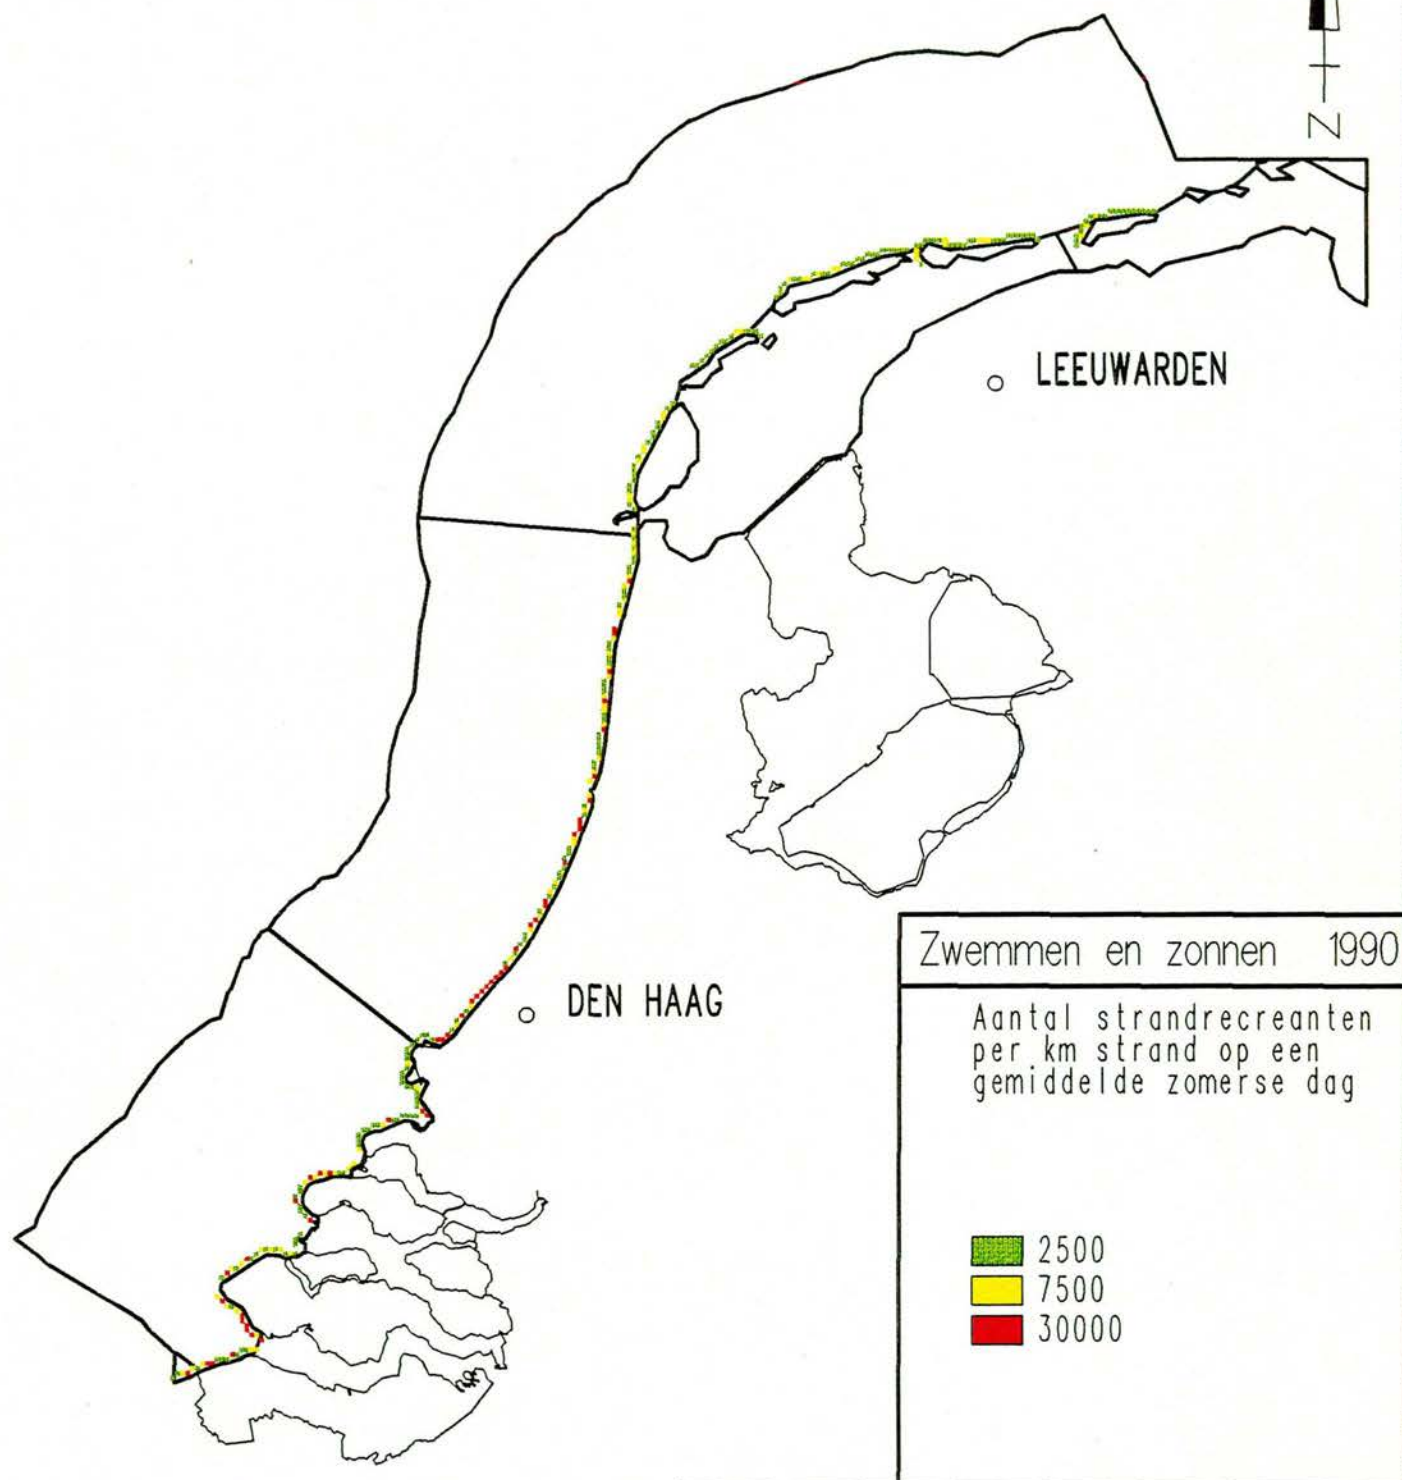 N
LEEUWARDEN
DEN HAAG
Zwemmen en zonnen 1990
Aantal strandrecreanten
per km strand op een
gemiddelde zomerse dag
2500
7500
30000